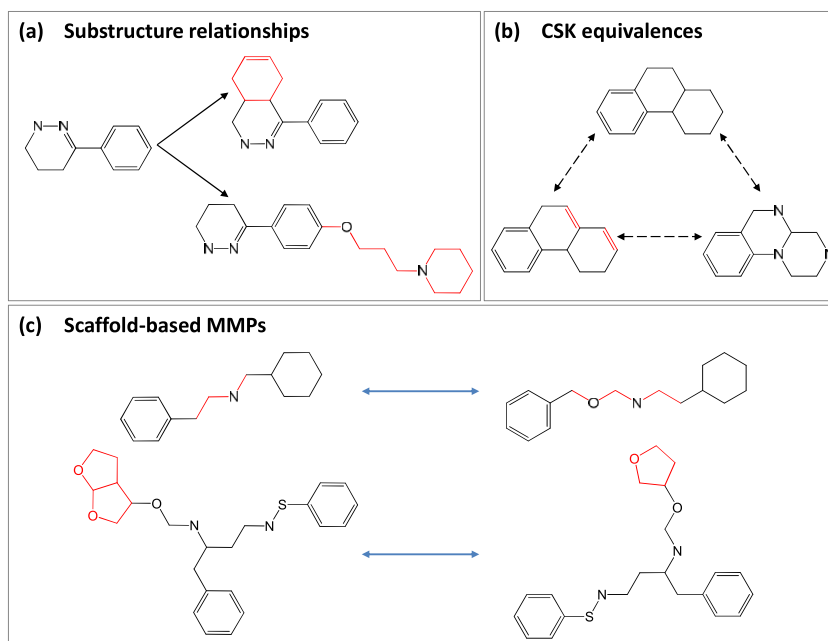 (a) Substructure relationships
N
N
N
N
N
N
O
N
(b) CSK equivalences
N
N
N
(c) Scaffold-based MMPs
N
O
N
O
O
O
N
N
S
O
O
N
N
S